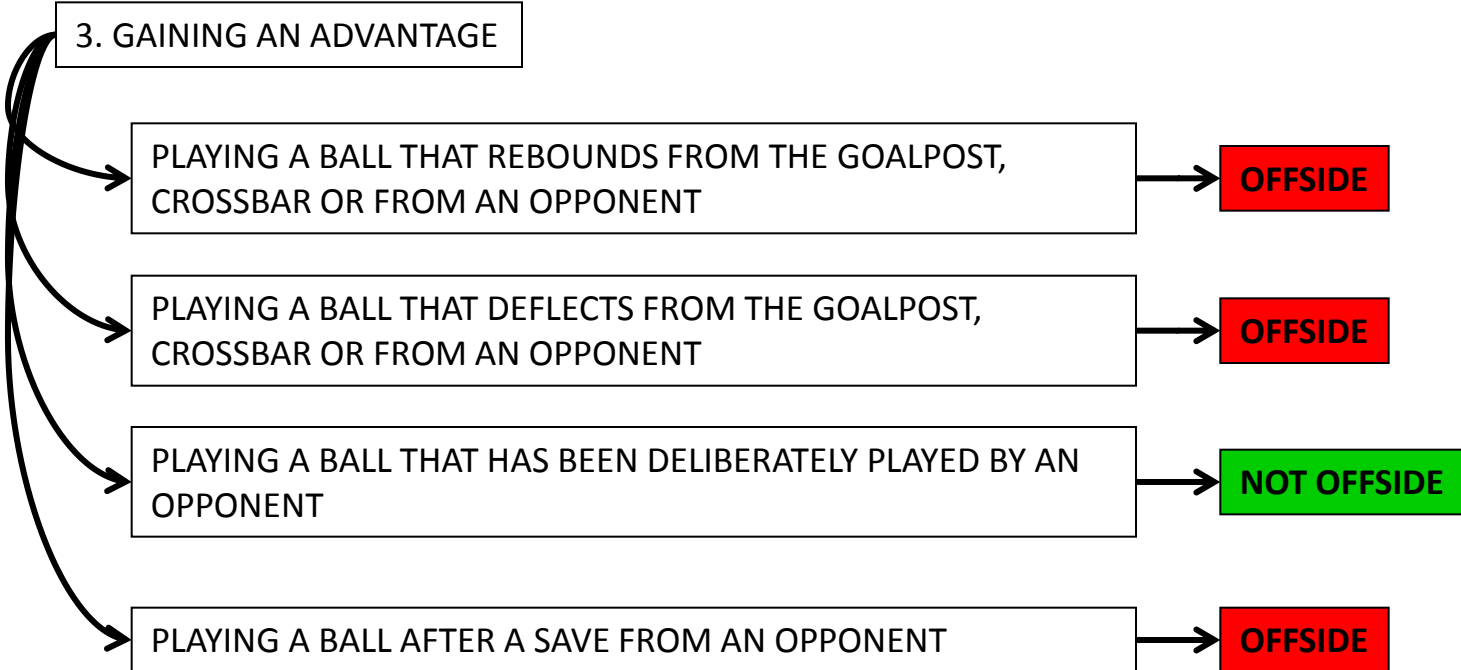 3. GAINING AN ADVANTAGE
PLAYING A BALL THAT REBOUNDS FROM THE GOALPOST,
CROSSBAR OR FROM AN OPPONENT
OFFSIDE
PLAYING A BALL THAT DEFLECTS FROM THE GOALPOST,
CROSSBAR OR FROM AN OPPONENT
OFFSIDE
PLAYING A BALL THAT HAS BEEN DELIBERATELY PLAYED BY AN
OPPONENT
NOT OFFSIDE
PLAYING A BALL AFTER A SAVE FROM AN OPPONENT
OFFSIDE